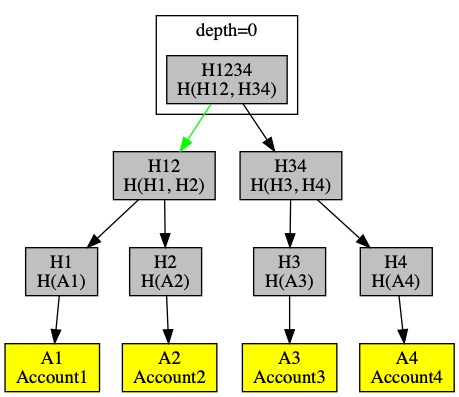 depth=0
H1234
H(H12, H34)
H12
H(H1, H2)
H34
H(H3, H4)
H1
H(A1)
H2
H(A2)
H3
H(A3)
H4
H(A4)
A1
Account1
A2
Account2
A3
Account3
A4
Account4